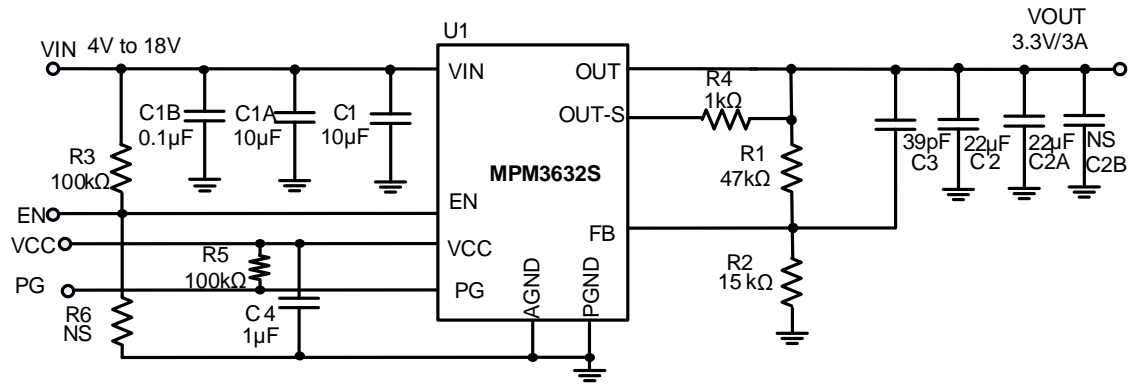 U1
VIN 4V to 18V
VOUT
3.3V/3A
VIN
OUT
OUT-S
R4
1kΩ
C1B
0.1µF
C1A
10µF
C1
10µF
R3
100kΩ
MPM3632S
R1
47kΩ
39pF
C3
22µF
C2
22µF
C2A
NS
C2B
EN
EN
VCC
VCC
FB
R5
100kΩ
R2
15kΩ
PG
PG
AGND
PGND
R6
NS
C4
1µF